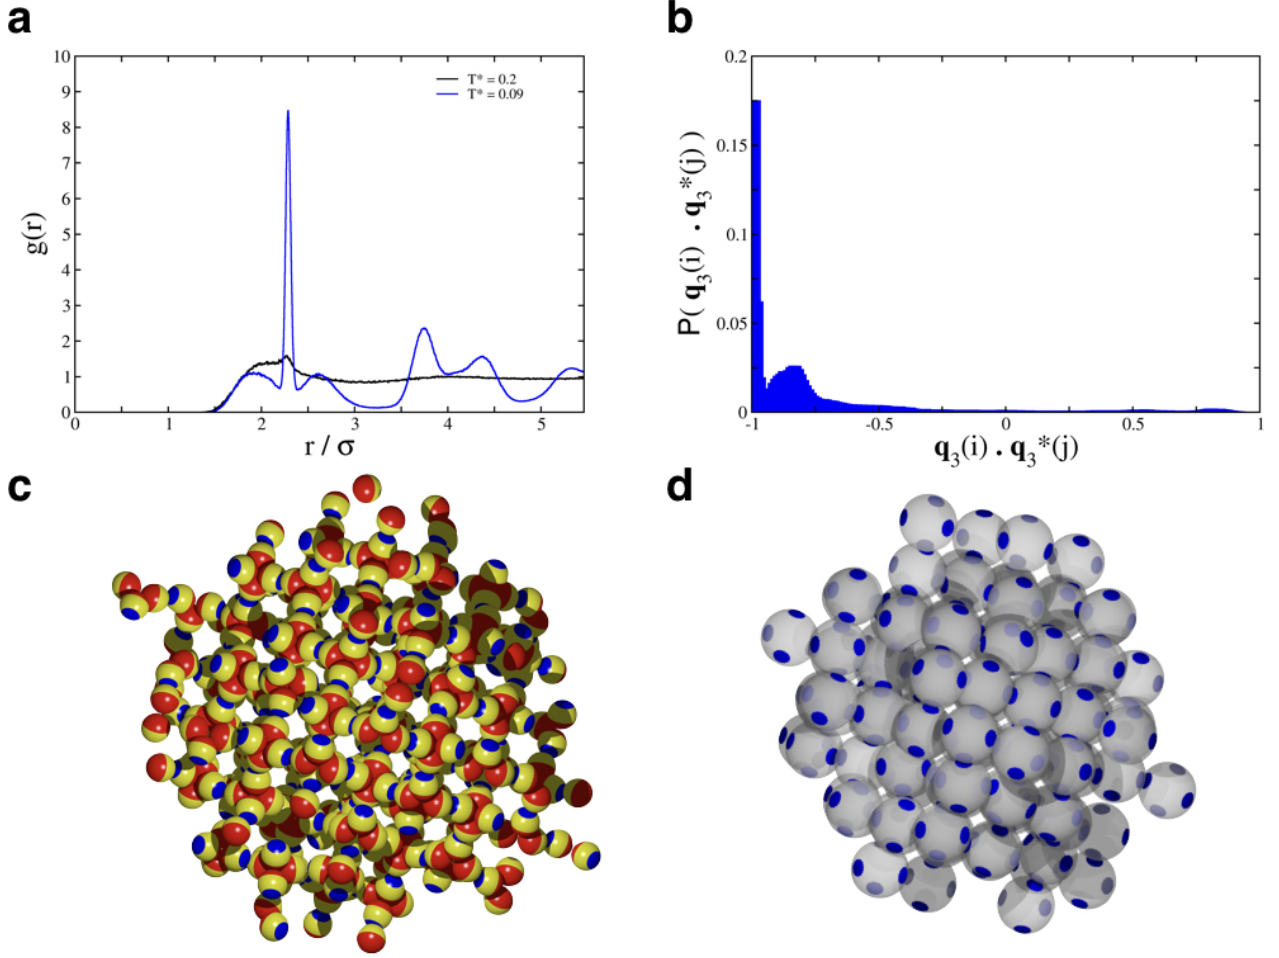 a
10
9
8
7
6
5
4
3
2
1
0
g(r)
T* = 0.2
T* = 0.09
0 1 2 3 4 5
r / σ
b
0.2
0.15
0.1
0.05
0
P( q3(i) . q3*(j) )
-1 -0.5 0 0.5 1
q3(i) . q3*(j)
c
d